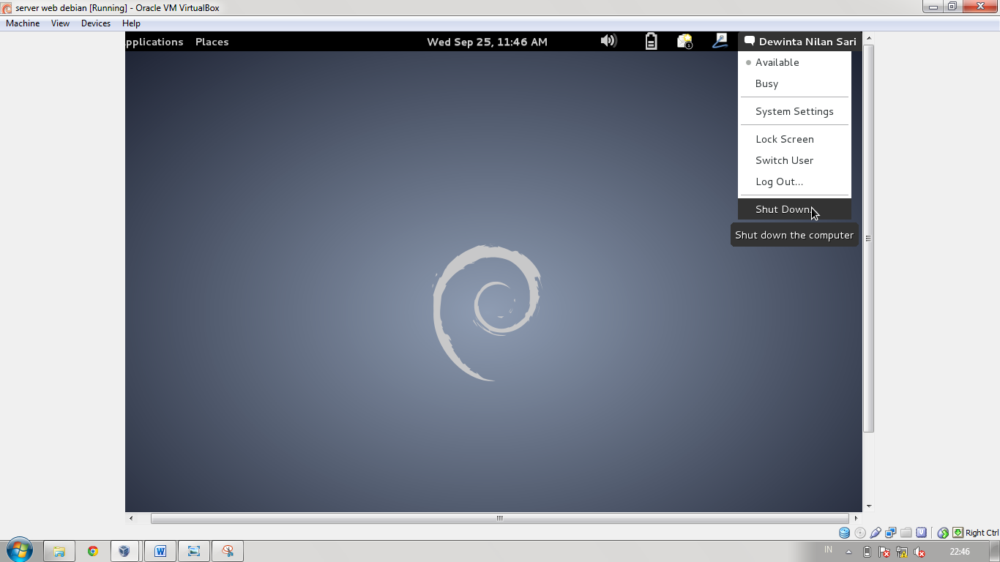 server web debian [Running] - Oracle VM VirtualBox
Machine View Devices Help
pplications Places Wed Sep 25, 11:46 AM 1 Dewinta Nilan Sari
Available
Busy
System Settings
Lock Screen
Switch User
Log Out...
Shut Down
Shut down the computer
Right Ctrl
W IN 22:46